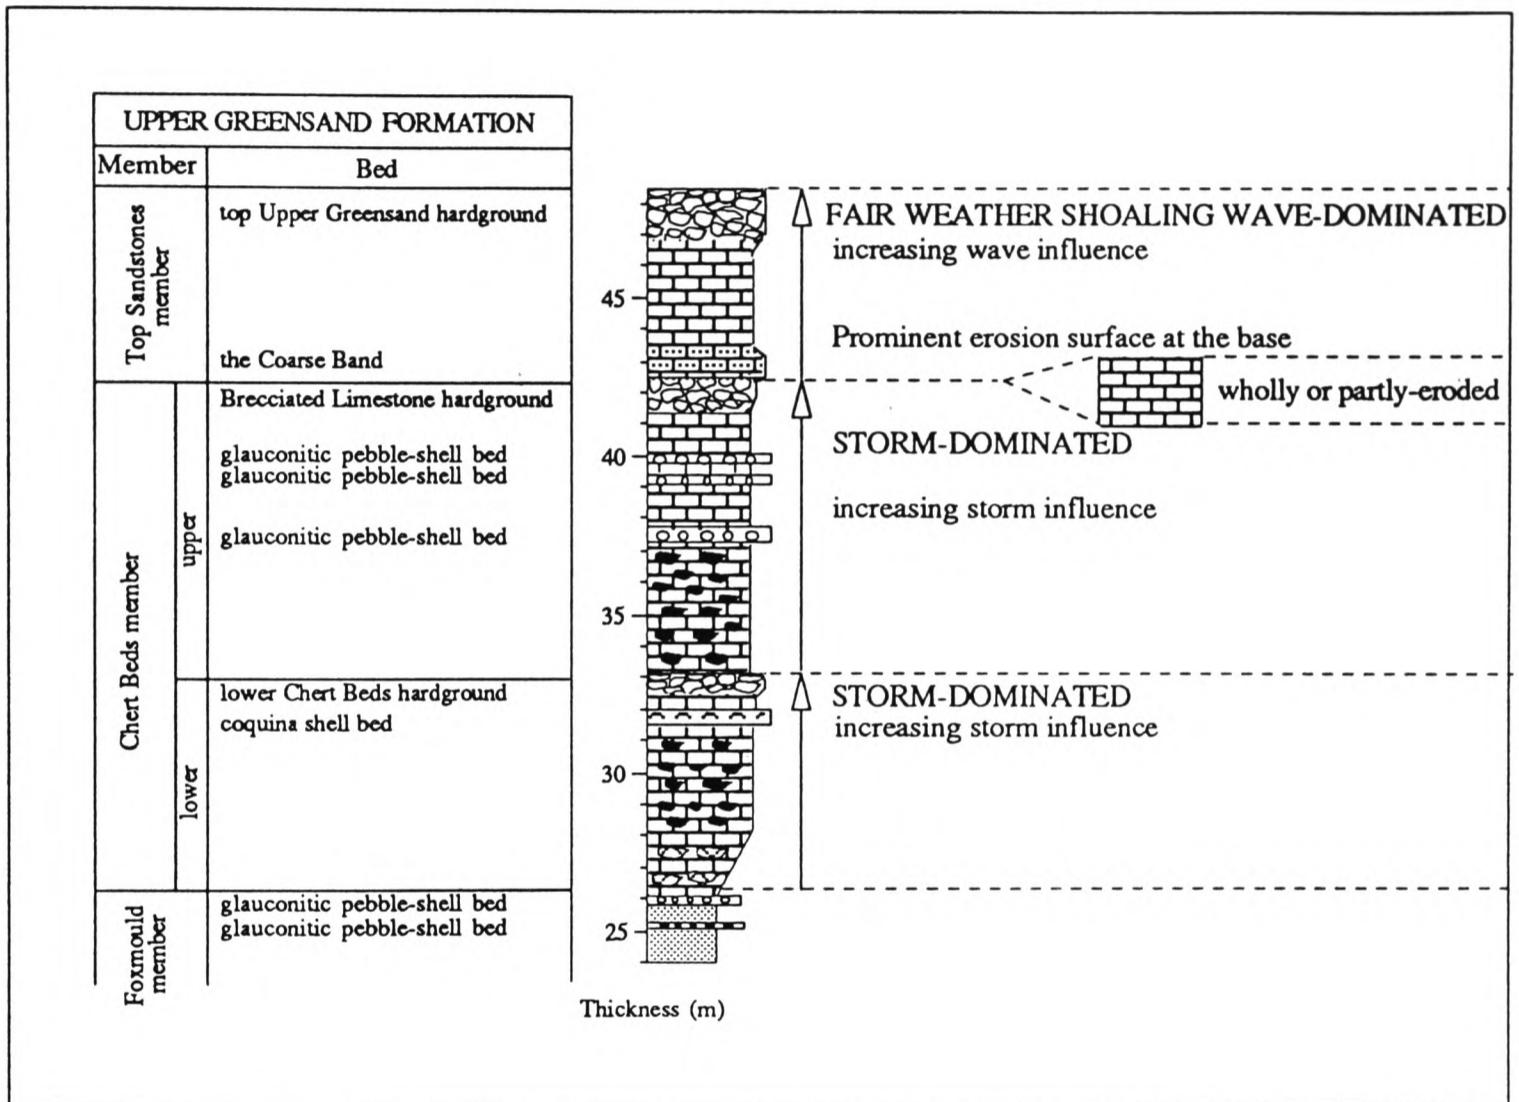 UPPER GREENSAND FORMATION
Member
Bed
Top Sandstones
member
top Upper Greensand hardground
the Coarse Band
Chert Beds member
upper
Brecciated Limestone hardground
glauconitic pebble-shell bed
glauconitic pebble-shell bed
glauconitic pebble-shell bed
lower
lower Chert Beds hardground
coquina shell bed
Foxmould
member
glauconitic pebble-shell bed
glauconitic pebble-shell bed
45
40
35
30
25
Thickness (m)
FAIR WEATHER SHOALING WAVE-DOMINATED
increasing wave influence
Prominent erosion surface at the base
wholly or partly-eroded
STORM-DOMINATED
increasing storm influence
STORM-DOMINATED
increasing storm influence